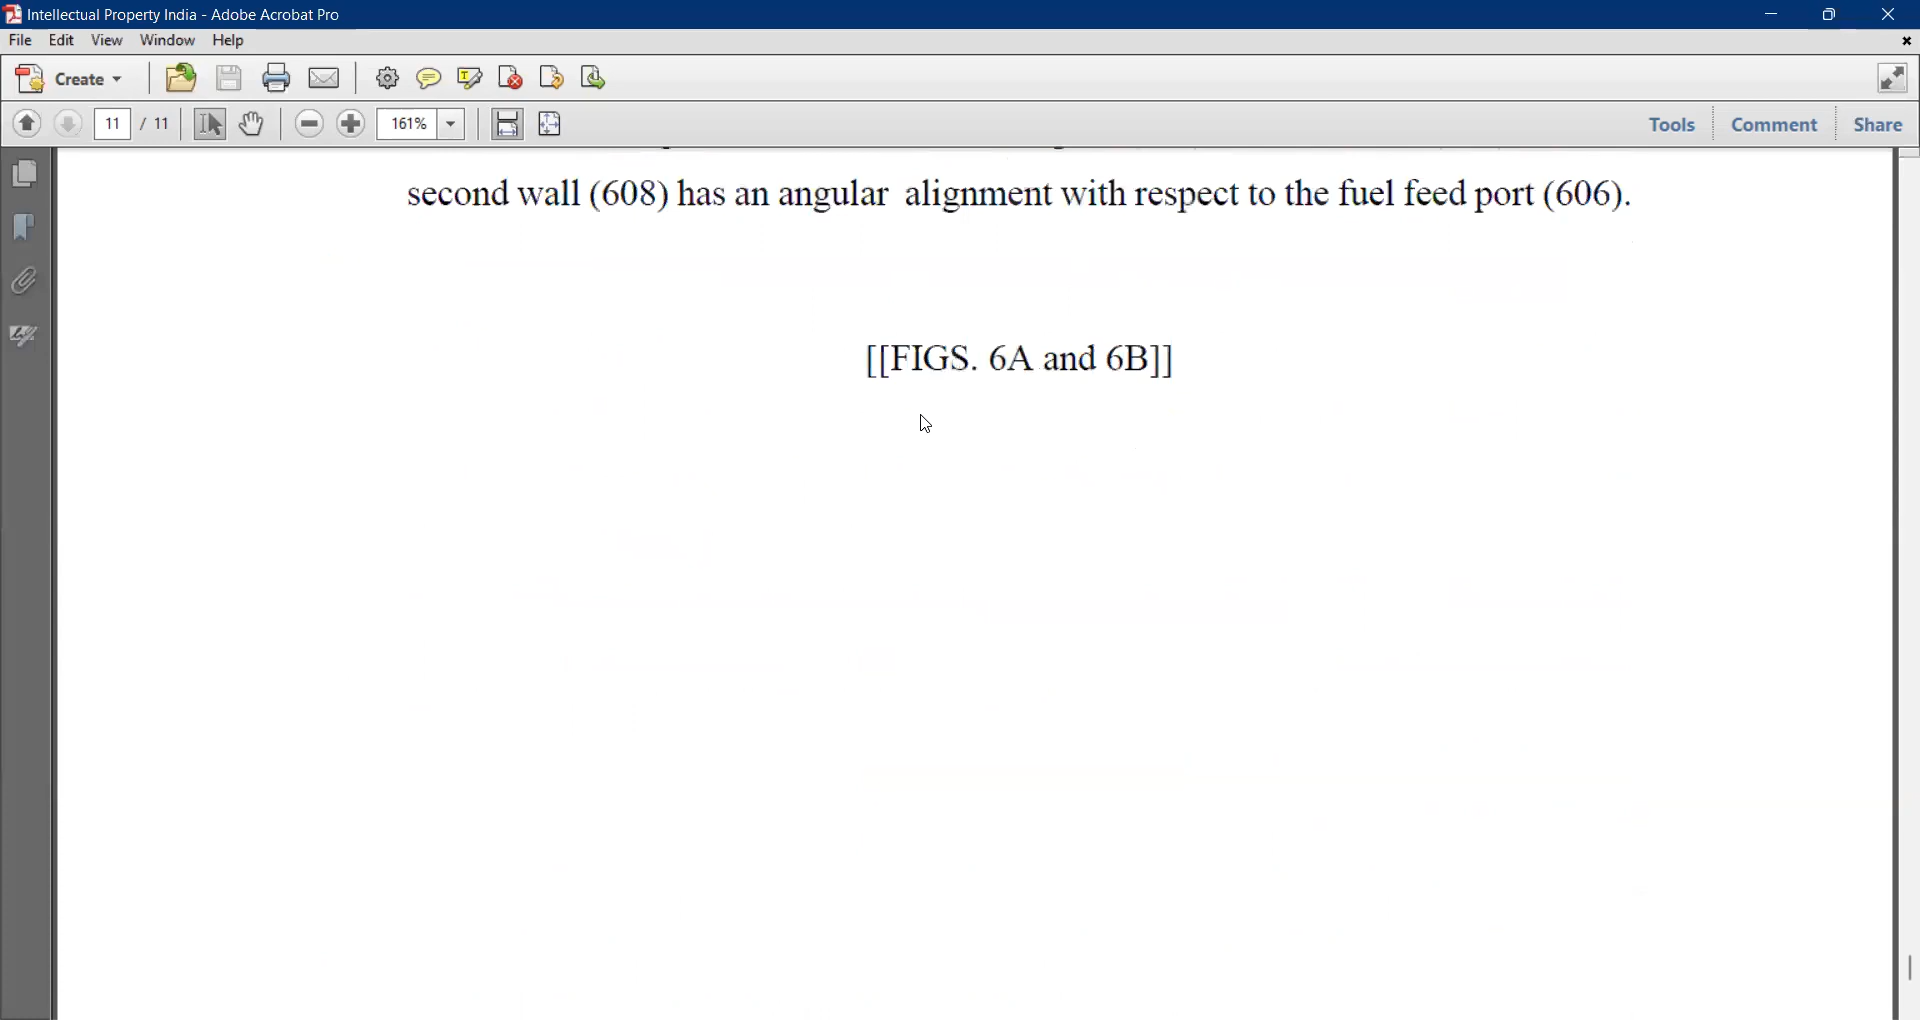 Intellectual Property India - Adobe Acrobat Pro
File Edit View Window Help
Create
11 / 11 161% Tools Comment Share
second wall (608) has an angular alignment with respect to the fuel feed port (606).
[[FIGS. 6A and 6B]]